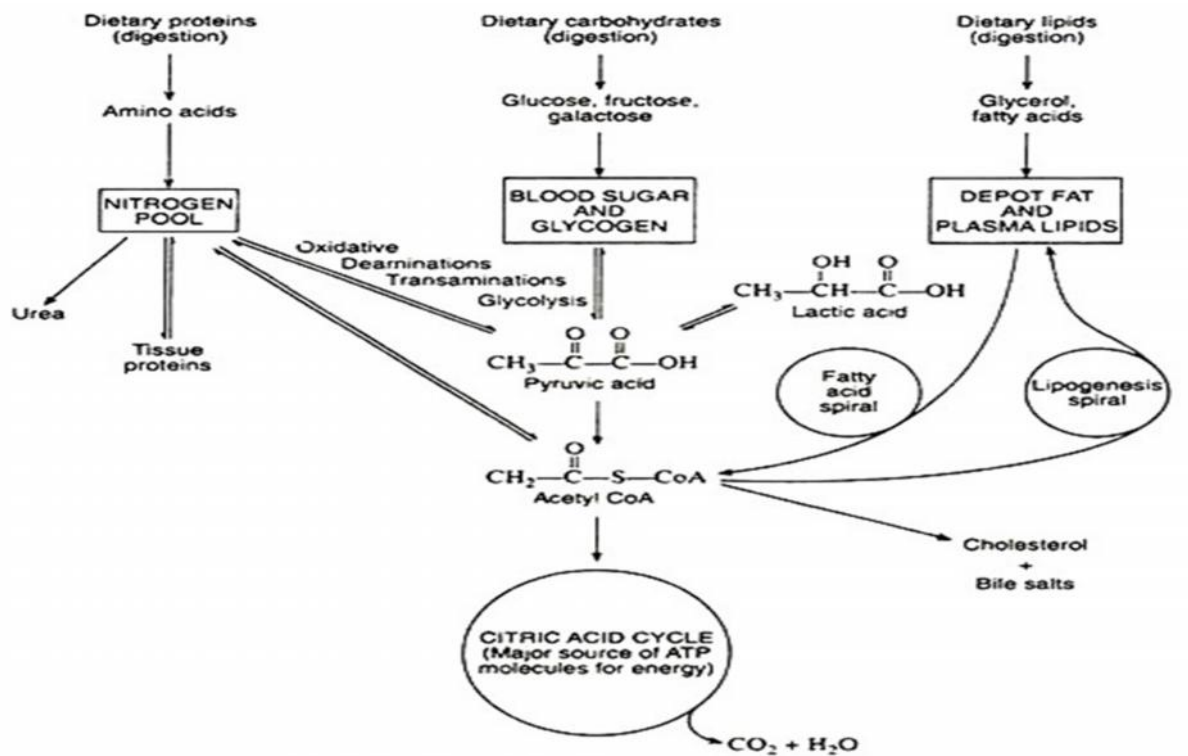 Dietary proteins
(digestion)
Dietary carbohydrates
(digestion)
Dietary lipids
(digestion)
Amino acids
Glucose, fructose,
galactose
Glycerol,
fatty acids
NITROGEN
POOL
BLOOD SUGAR
AND
GLYCOGEN
DEPOT FAT
AND
PLASMA LIPIDS
Oxidative
Dearninations
Transaminations
Glycolysis
Urea
Tissue
proteins
OH O
CH3—CH—C—OH
Lactic acid
O O
CH3—C—C—OH
Pyruvic acid
Fatty
acid
spiral
Lipogenesis
spiral
O
CH2—C—S—CoA
Acetyl CoA
Cholesterol
+
Bile salts
CITRIC ACID CYCLE
(Major source of ATP
molecules for energy)
CO2 + H2O